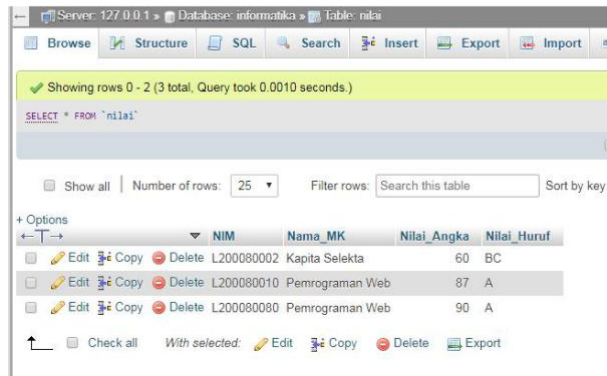 Server: 127.0.0.1 » Database: informatika » Table: nilai
Browse Structure SQL Search Insert Export Import
Showing rows 0 - 2 (3 total, Query took 0.0010 seconds.)
SELECT * FROM `nilai`
Show all Number of rows: 25 Filter rows: Search this table Sort by key
+ Options
←T→ NIM Nama_MK Nilai_Angka Nilai_Huruf
Edit Copy Delete L200080002 Kapita Selekta 60 BC
Edit Copy Delete L200080010 Pemrograman Web 87 A
Edit Copy Delete L200080080 Pemrograman Web 90 A
Check all With selected: Edit Copy Delete Export